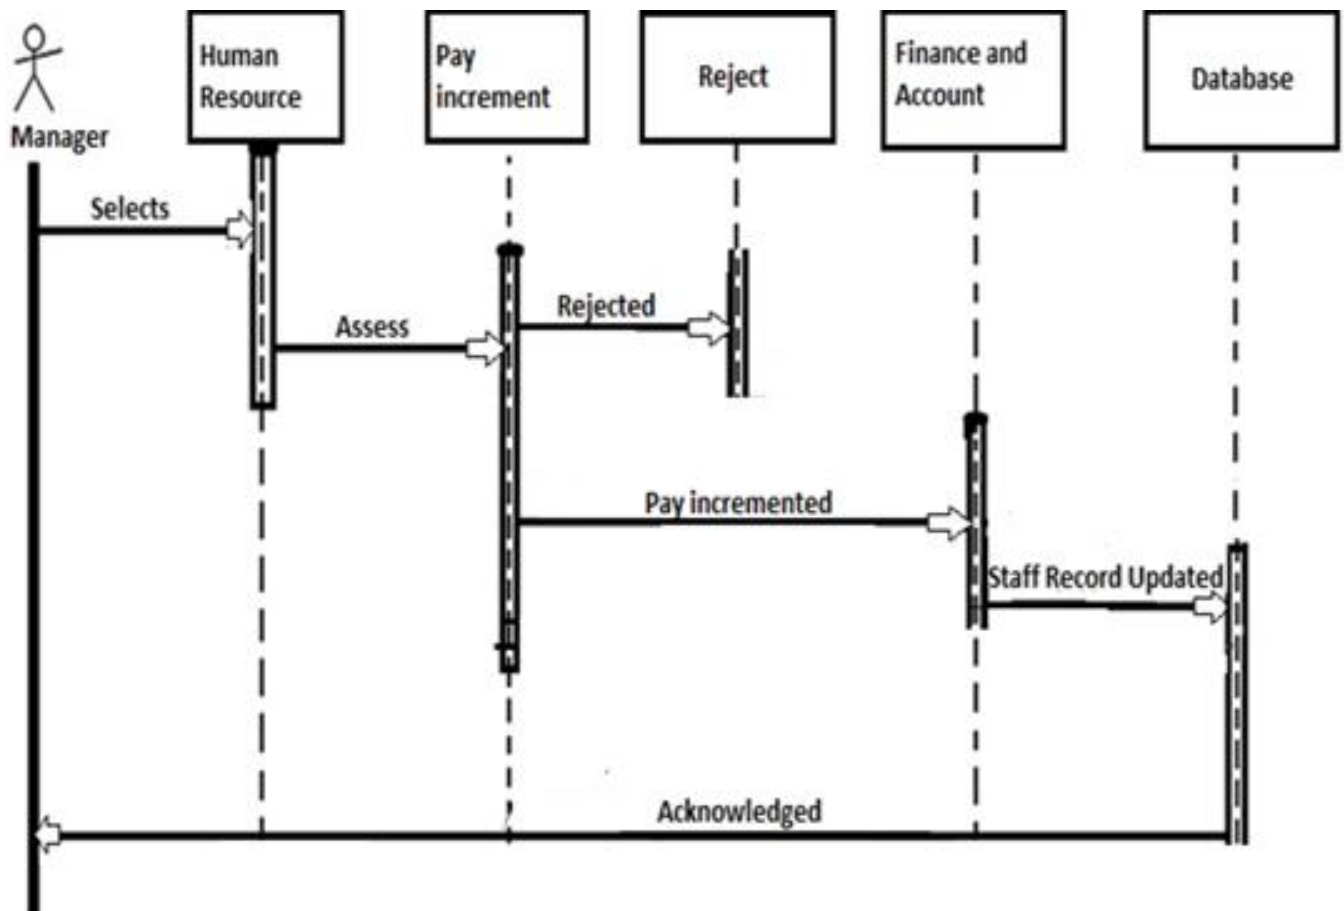 Manager
Human
Resource
Pay
increment
Reject
Finance and
Account
Database
Selects
Rejected
Assess
Pay incremented
Staff Record Updated
Acknowledged